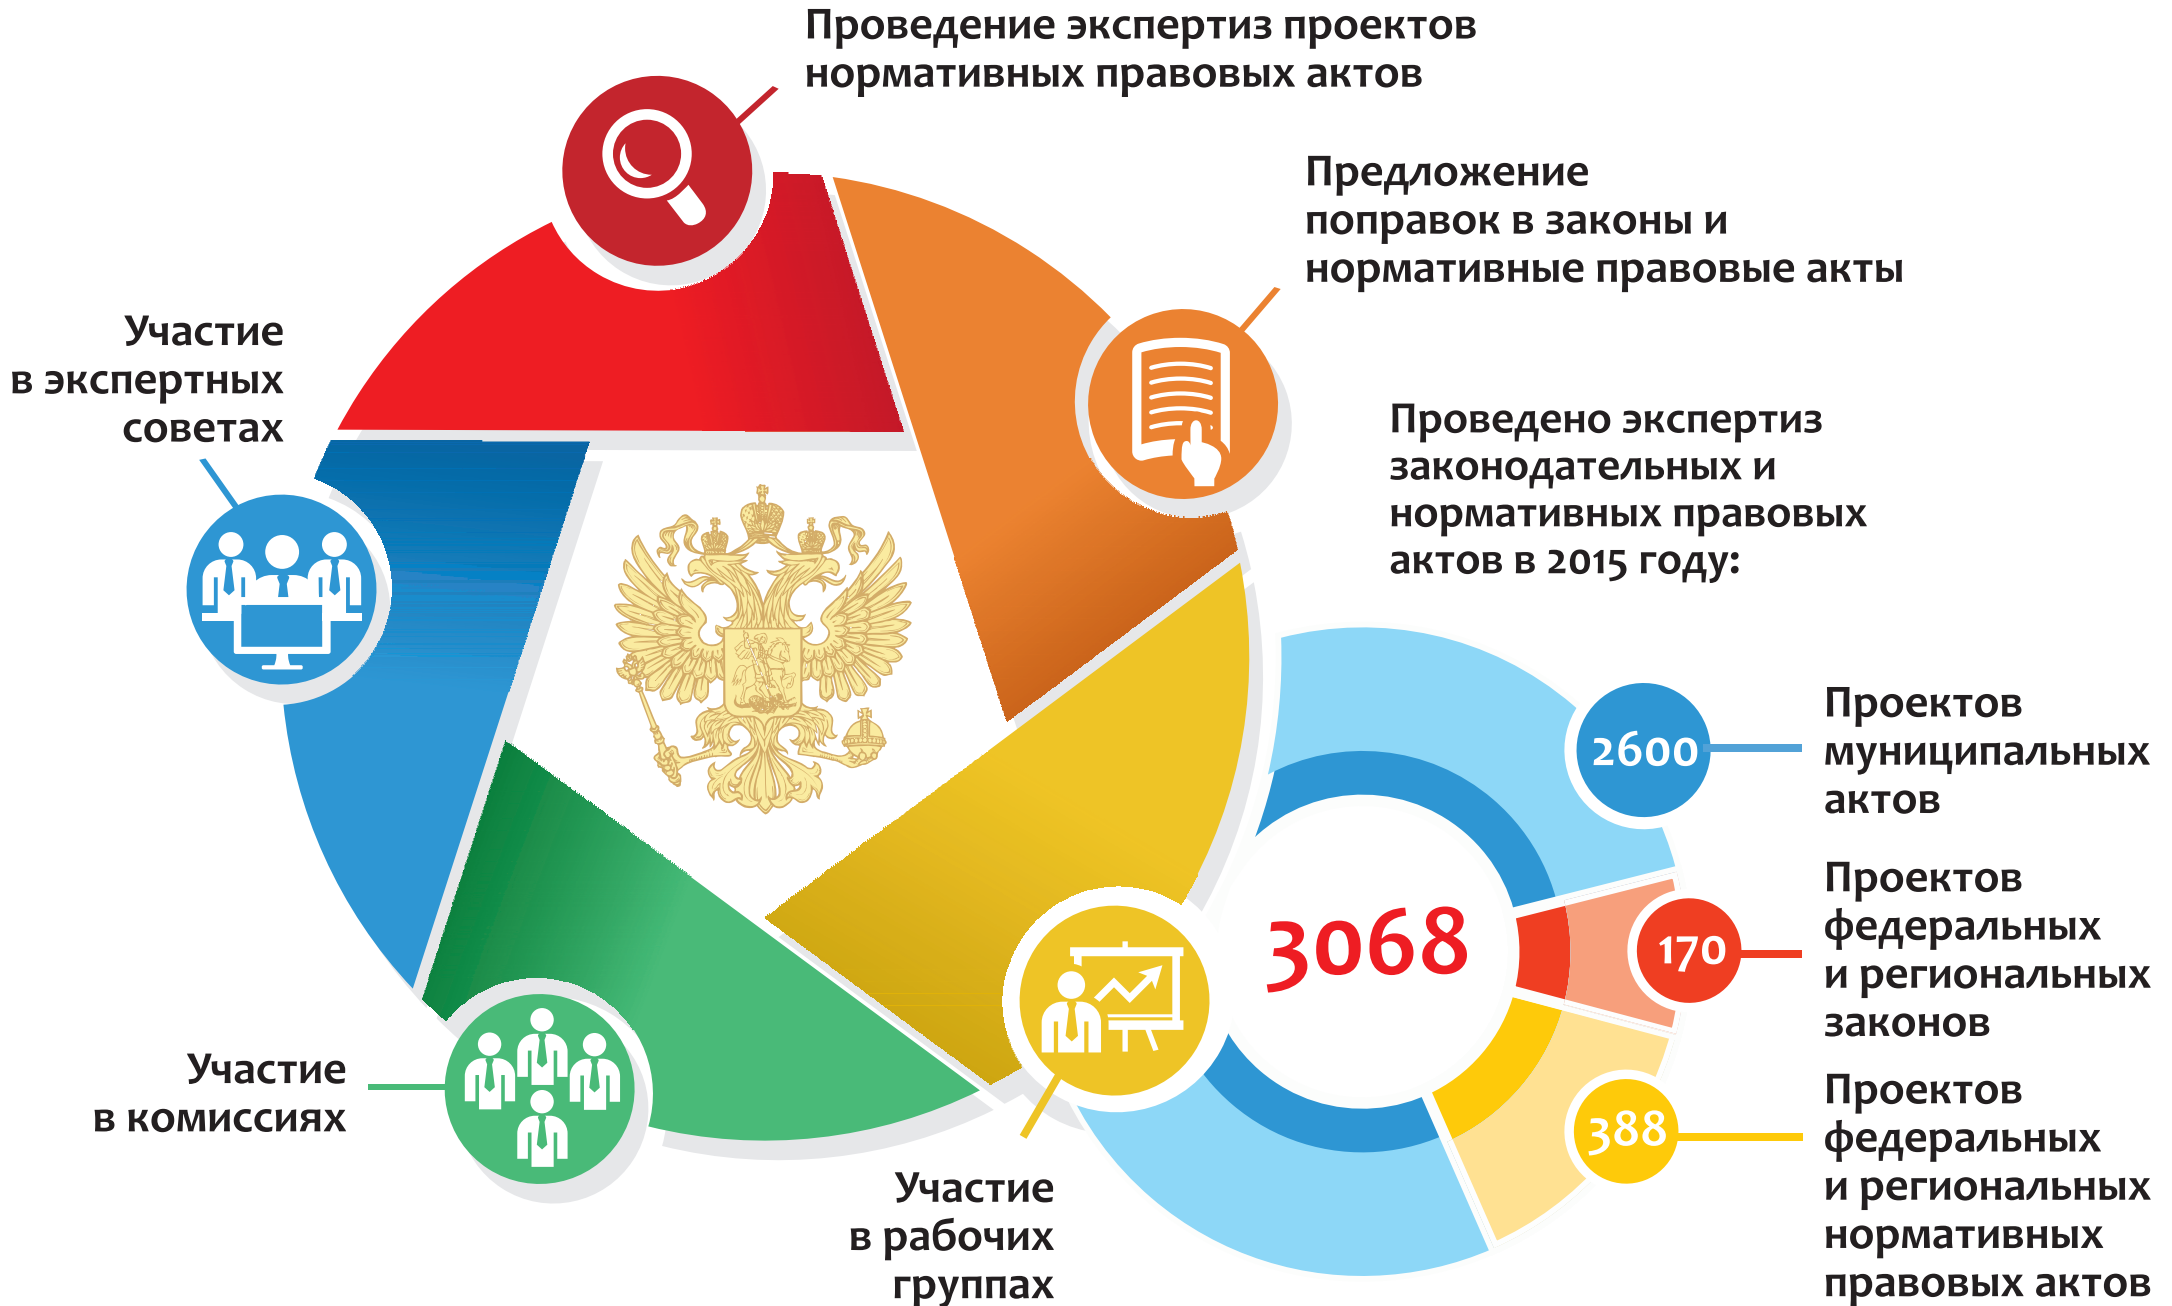 Проведение экспертиз проектов
нормативных правовых актов
Предложение
поправок в законы и
нормативные правовые акты
Участие
в экспертных
советах
Проведено экспертиз
законодательных и
нормативных правовых
актов в 2015 году:
2600
Проектов
муниципальных
актов
3068
170
Проектов
федеральных
и региональных
законов
388
Проектов
федеральных
и региональных
нормативных
правовых актов
Участие
в комиссиях
Участие
в рабочих
группах